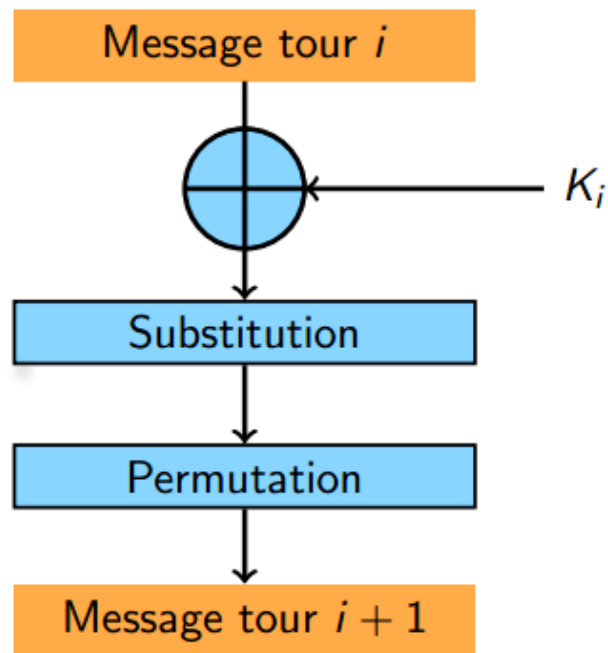 Message tour i
K_i
Substitution
Permutation
Message tour i + 1